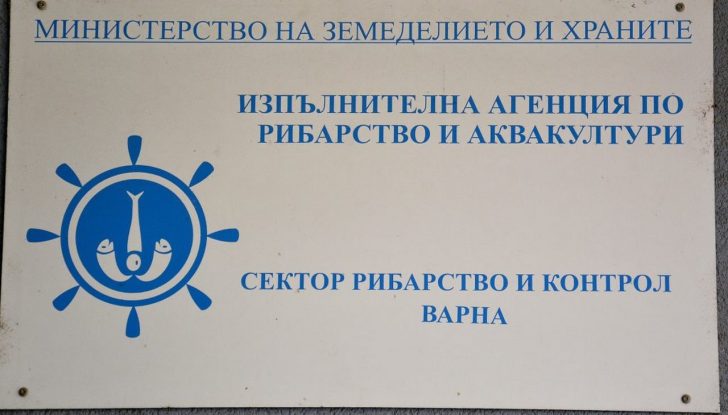 МИНИСТЕРСТВО НА ЗЕМЕДЕЛИЕТО И ХРАНИТЕ
ИЗПЪЛНИТЕЛНА АГЕНЦИЯ ПО
РИБАРСТВО И АКВАКУЛТУРИ
СЕКТОР РИБАРСТВО И КОНТРОЛ
ВАРНА